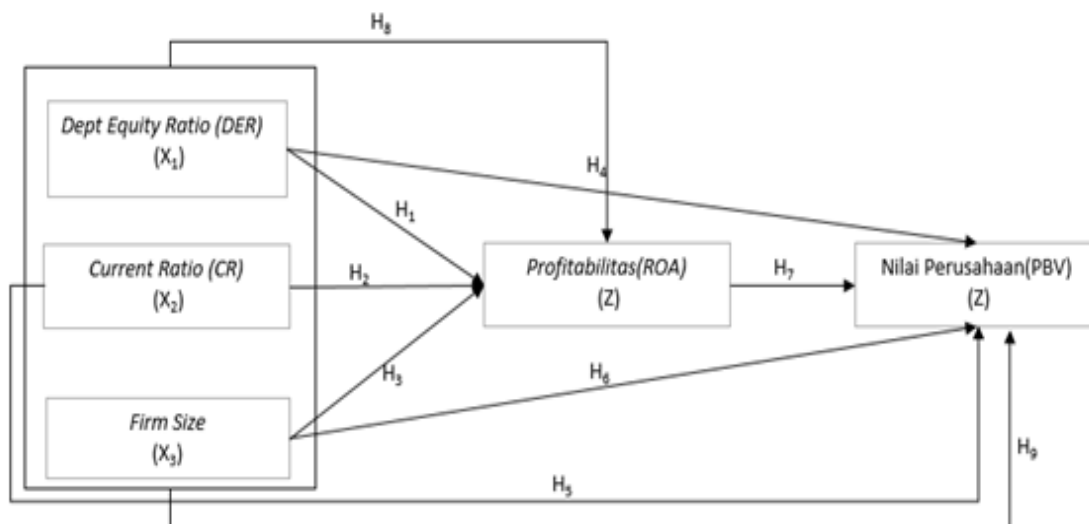 H₈
Dept Equity Ratio (DER)
(X₁)
H₄
H₁
Current Ratio (CR)
(X₂)
H₂
Profitabilitas(ROA)
(Z)
H₇
Nilai Perusahaan(PBV)
(Z)
H₃
H₆
Firm Size
(X₃)
H₉
H₅